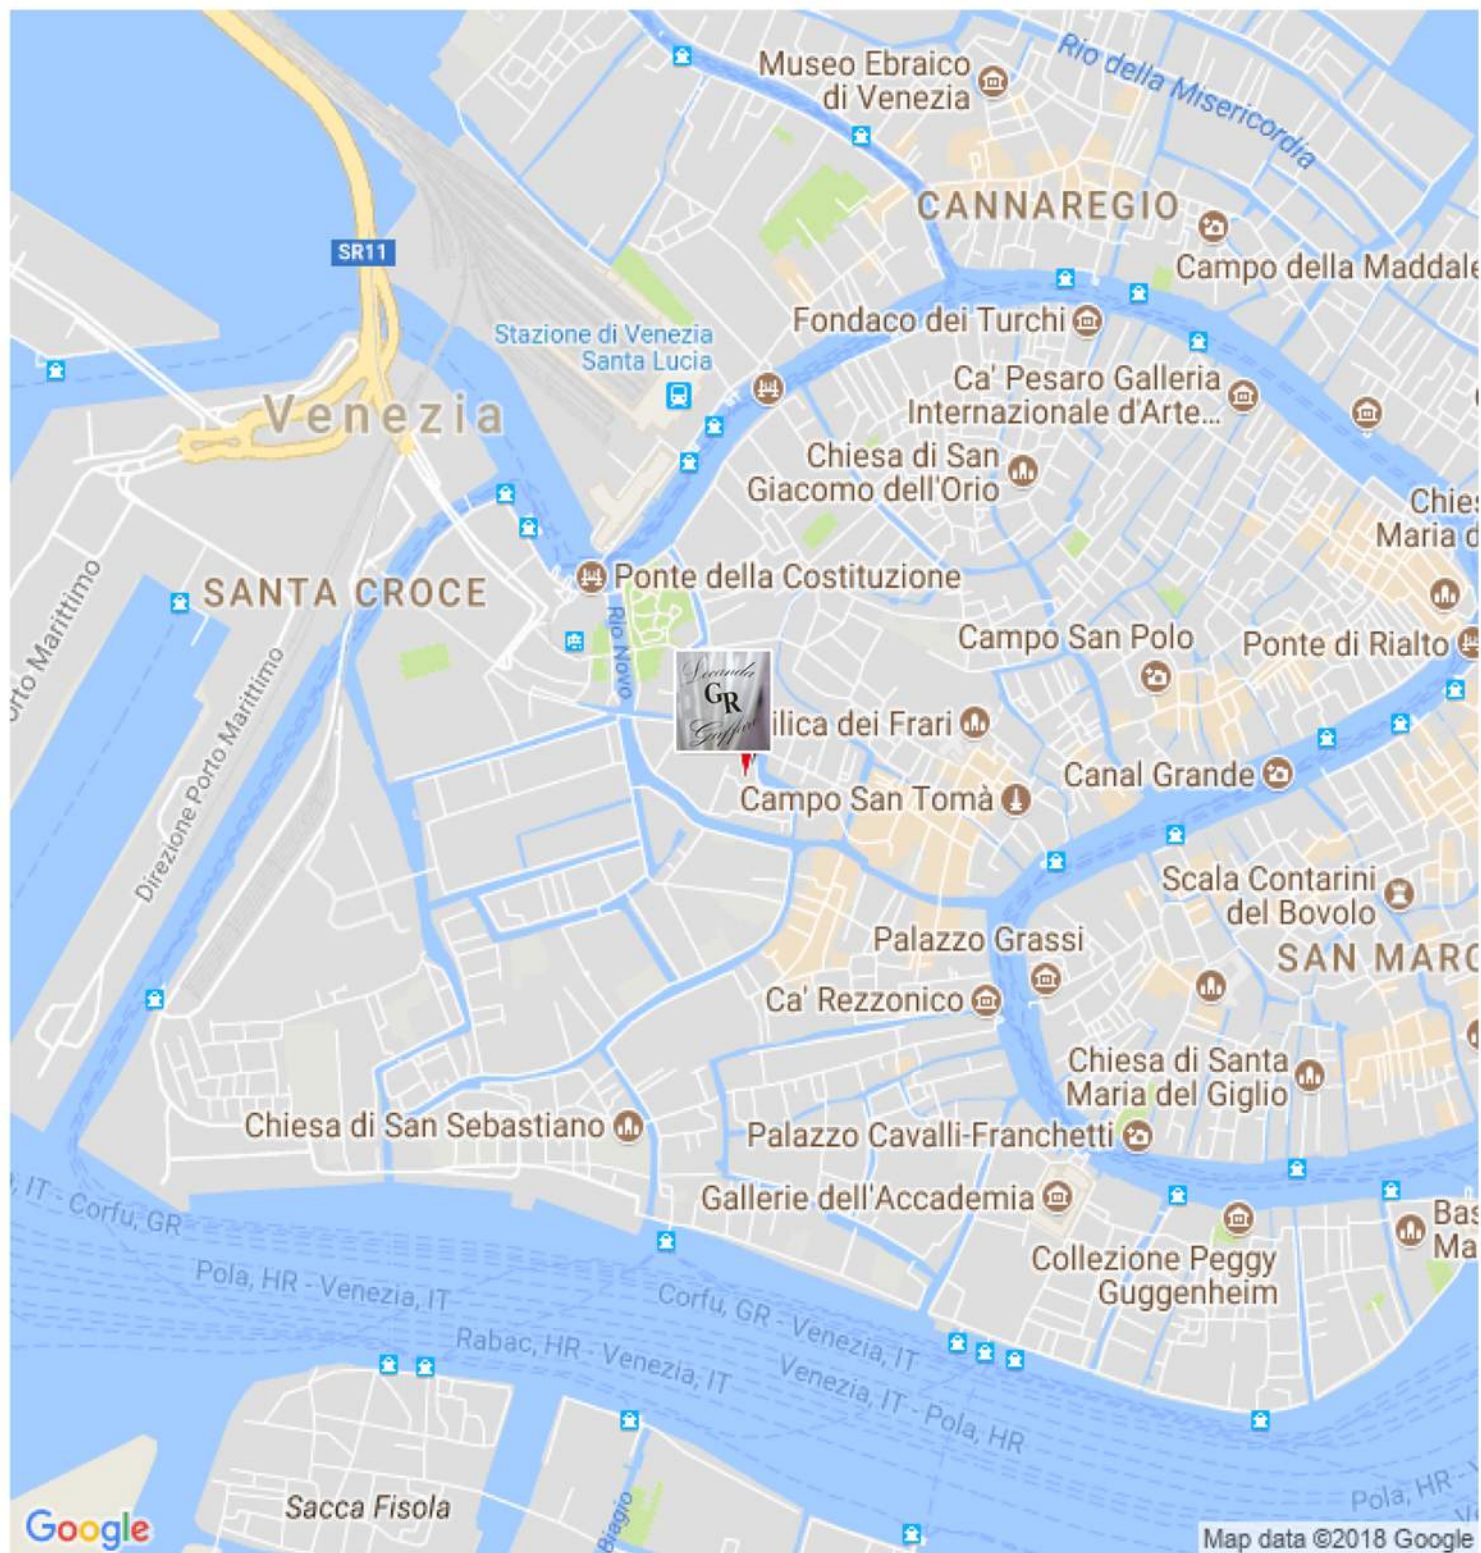 Museo Ebraico
di Venezia
Rio della Misericordia
CANNAREGIO
SR11
Campo della Maddale
Fondaco dei Turchi
Stazione di Venezia
Santa Lucia
Ca' Pesaro Galleria
Internazionale d'Arte...
Venezia
Chiesa di San
Giacomo dell'Orio
Chies
Maria d
SANTA CROCE
Ponte della Costituzione
orto Marittimo
Rio Novo
Campo San Polo
Ponte di Rialto
Direzione Porto Marittimo
Locanda
GR
ilica dei Frari
Canal Grande
Campo San Tomà
Scala Contarini
del Bovolo
Palazzo Grassi
SAN MARC
Ca' Rezzonico
Chiesa di Santa
Maria del Giglio
Chiesa di San Sebastiano
Palazzo Cavalli-Franchetti
Gallerie dell'Accademia
, IT - Corfu, GR
Bas
Ma
Collezione Peggy
Guggenheim
Pola, HR - Venezia, IT
Corfu, GR - Venezia, IT
Rabac, HR - Venezia, IT
Venezia, IT - Pola, HR
Pola, HR -
Sacca Fisola
Biagio
Google
Map data ©2018 Google